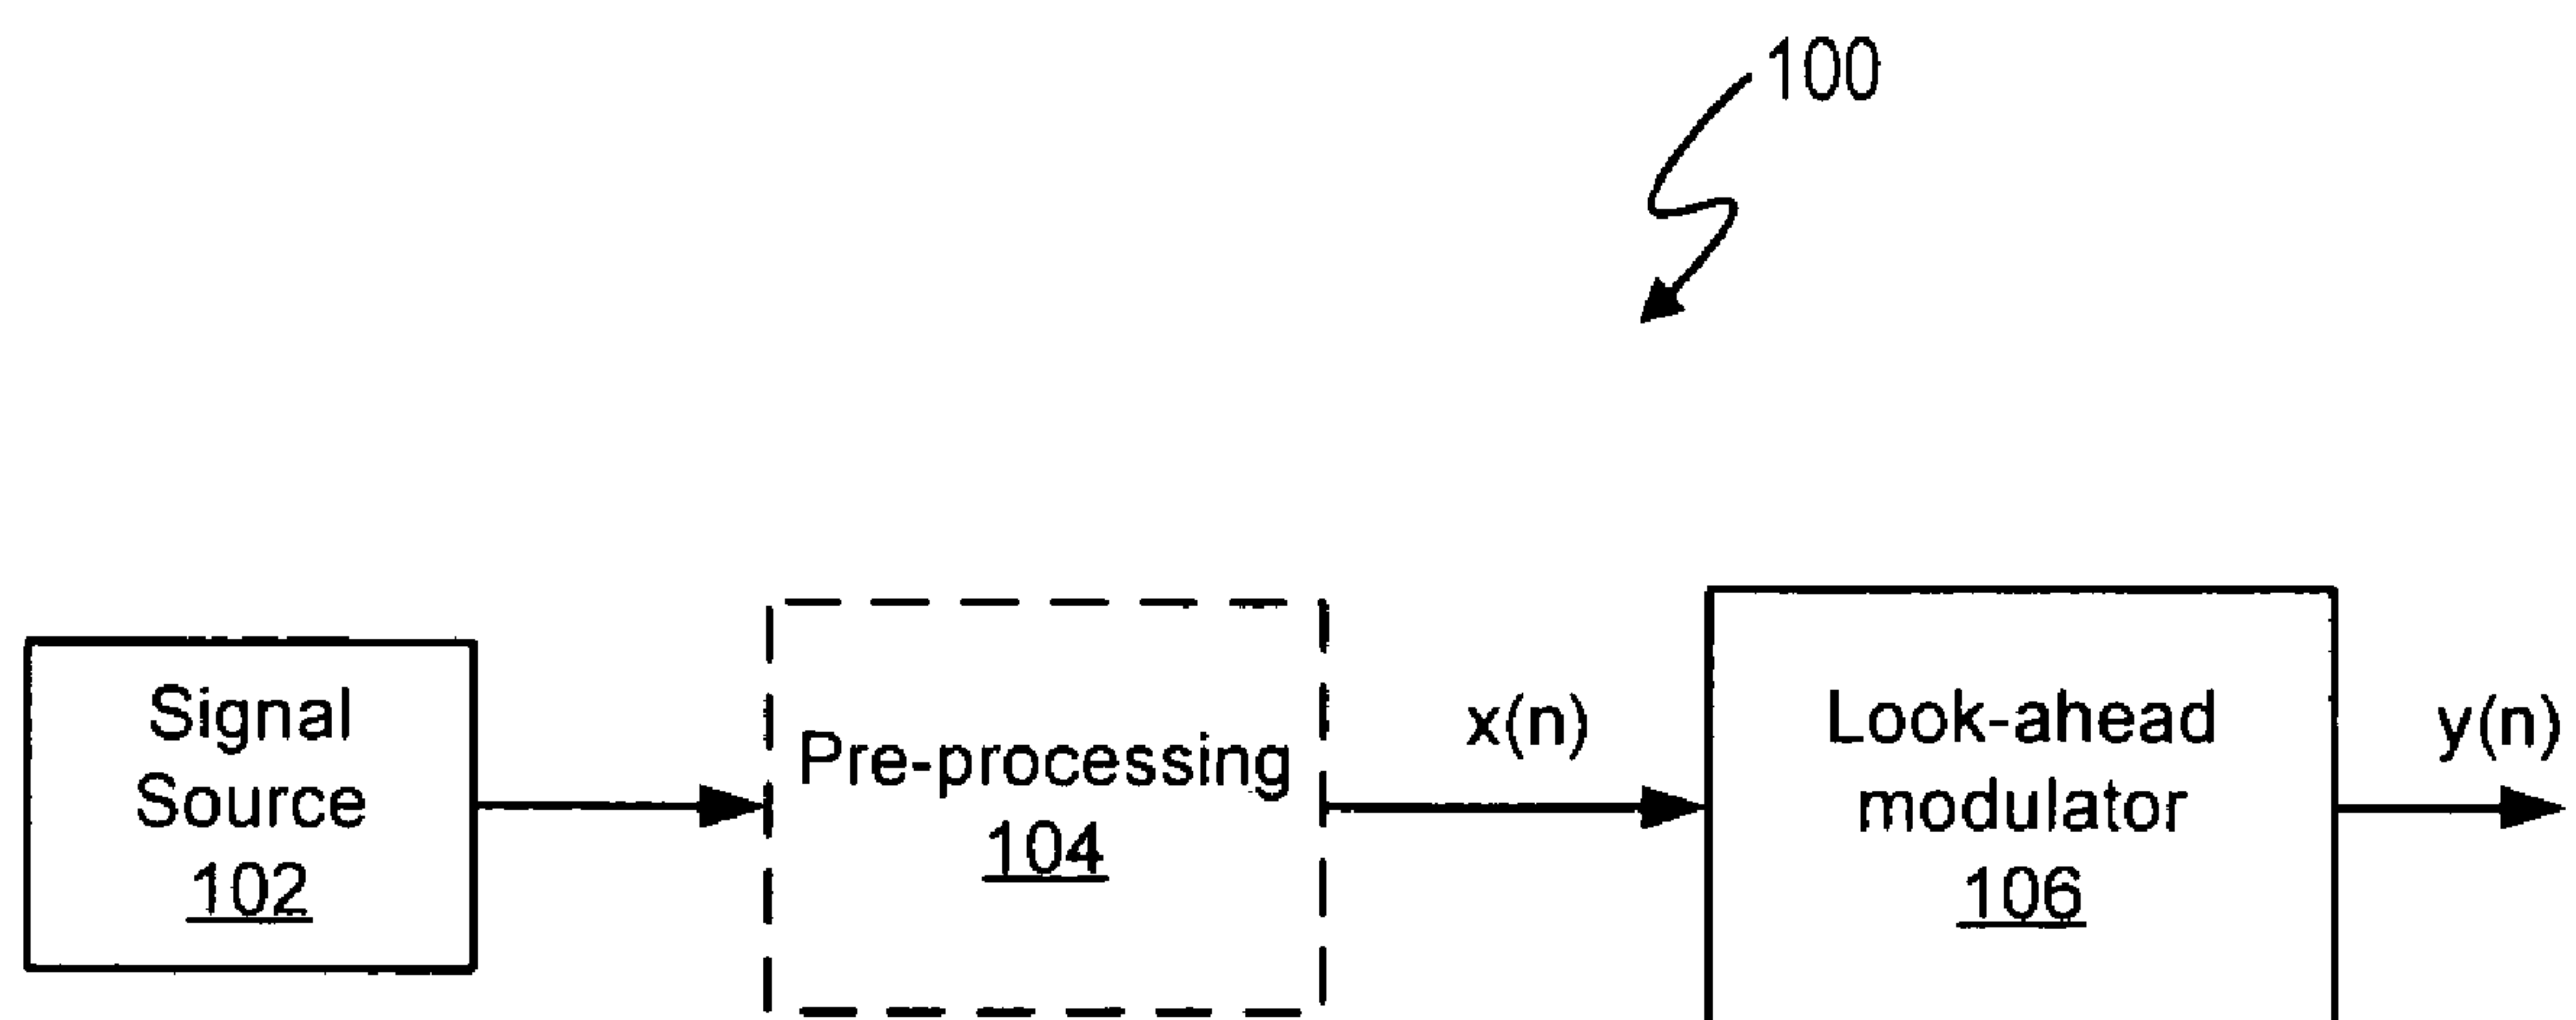 100
Signal
Source
102
Pre-processing
104
x(n)
Look-ahead
modulator
106
y(n)